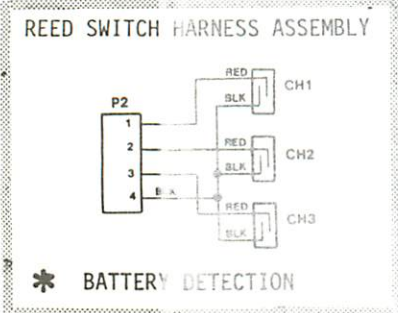 REED SWITCH HARNESS ASSEMBLY
P2
1
2
3
4
BLK
RED
BLK
CH1
RED
BLK
CH2
RED
BLK
CH3
* BATTERY DETECTION